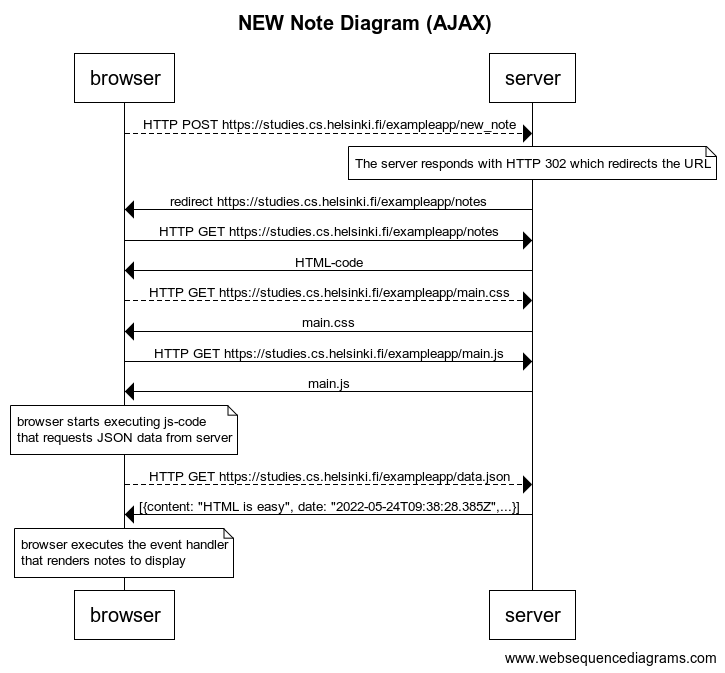 NEW Note Diagram (AJAX)
browser
server
HTTP POST https://studies.cs.helsinki.fi/exampleapp/new_note
The server responds with HTTP 302 which redirects the URL
redirect https://studies.cs.helsinki.fi/exampleapp/notes
HTTP GET https://studies.cs.helsinki.fi/exampleapp/notes
HTML-code
HTTP GET https://studies.cs.helsinki.fi/exampleapp/main.css
main.css
HTTP GET https://studies.cs.helsinki.fi/exampleapp/main.js
main.js
browser starts executing js-code
that requests JSON data from server
HTTP GET https://studies.cs.helsinki.fi/exampleapp/data.json
[{content: "HTML is easy", date: "2022-05-24T09:38:28.385Z",...}]
browser executes the event handler
that renders notes to display
browser
server
www.websequencediagrams.com